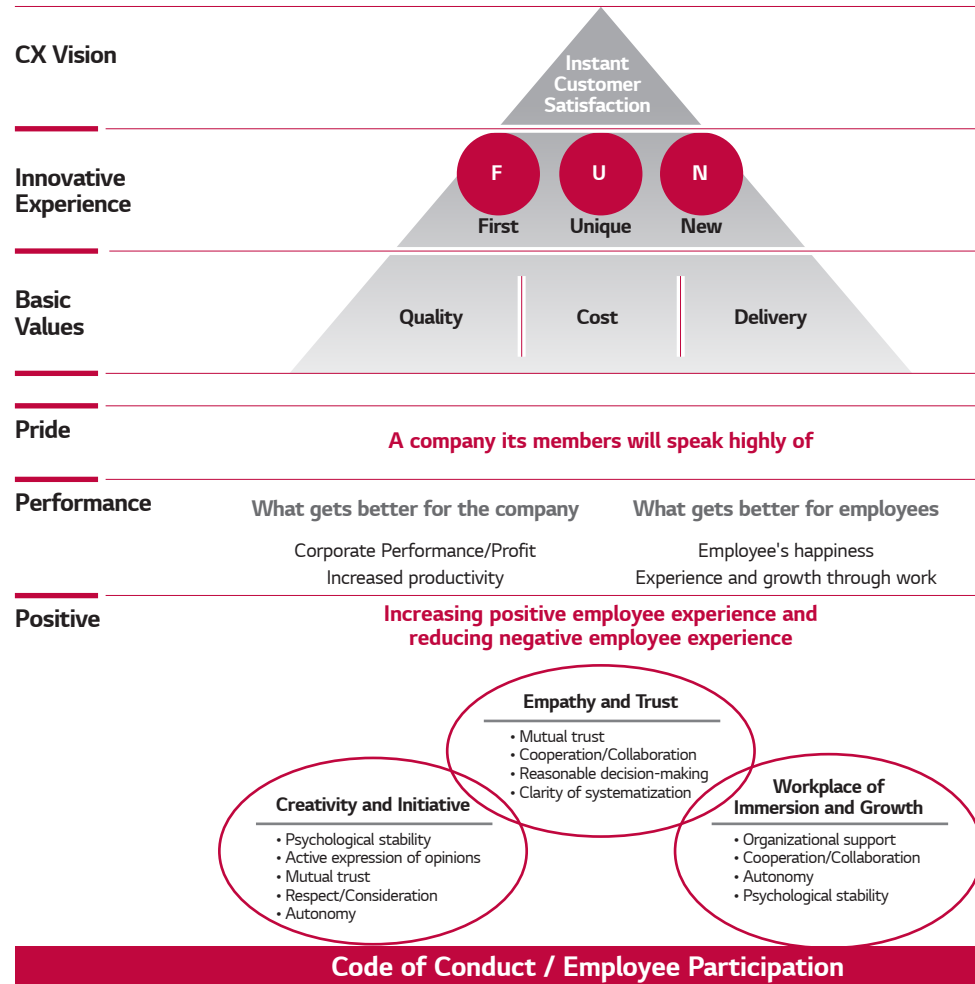 CX Vision
Instant
Customer
Satisfaction
Innovative
Experience
F U N
First Unique New
Basic
Values
Quality Cost Delivery
Pride
A company its members will speak highly of
Performance
What gets better for the company
Corporate Performance/Profit
Increased productivity
What gets better for employees
Employee's happiness
Experience and growth through work
Positive
Increasing positive employee experience and
reducing negative employee experience
Empathy and Trust
• Mutual trust
• Cooperation/Collaboration
• Reasonable decision-making
• Clarity of systematization
Creativity and Initiative
• Psychological stability
• Active expression of opinions
• Mutual trust
• Respect/Consideration
• Autonomy
Workplace of
Immersion and Growth
• Organizational support
• Cooperation/Collaboration
• Autonomy
• Psychological stability
Code of Conduct / Employee Participation